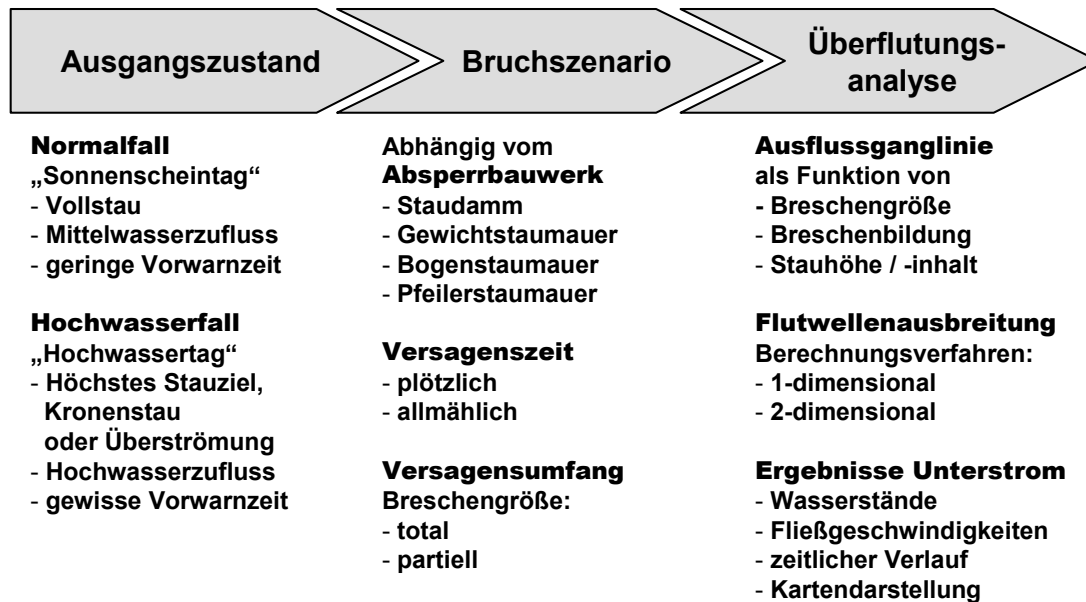 Ausgangszustand
Bruchszenario
Überflutungs-
analyse
Normalfall
„Sonnenscheintag“
- Vollstau
- Mittelwasserzufluss
- geringe Vorwarnzeit
Hochwasserfall
„Hochwassertag“
- Höchstes Stauziel,
Kronenstau
oder Überströmung
- Hochwasserzufluss
- gewisse Vorwarnzeit
Abhängig vom
Absperrbauwerk
- Staudamm
- Gewichtstaumauer
- Bogenstaumauer
- Pfeilerstaumauer
Versagenszeit
- plötzlich
- allmählich
Versagensumfang
Breschengröße:
- total
- partiell
Ausflussganglinie
als Funktion von
- Breschengröße
- Breschenbildung
- Stauhöhe / -inhalt
Flutwellenausbreitung
Berechnungsverfahren:
- 1-dimensional
- 2-dimensional
Ergebnisse Unterstrom
- Wasserstände
- Fließgeschwindigkeiten
- zeitlicher Verlauf
- Kartendarstellung